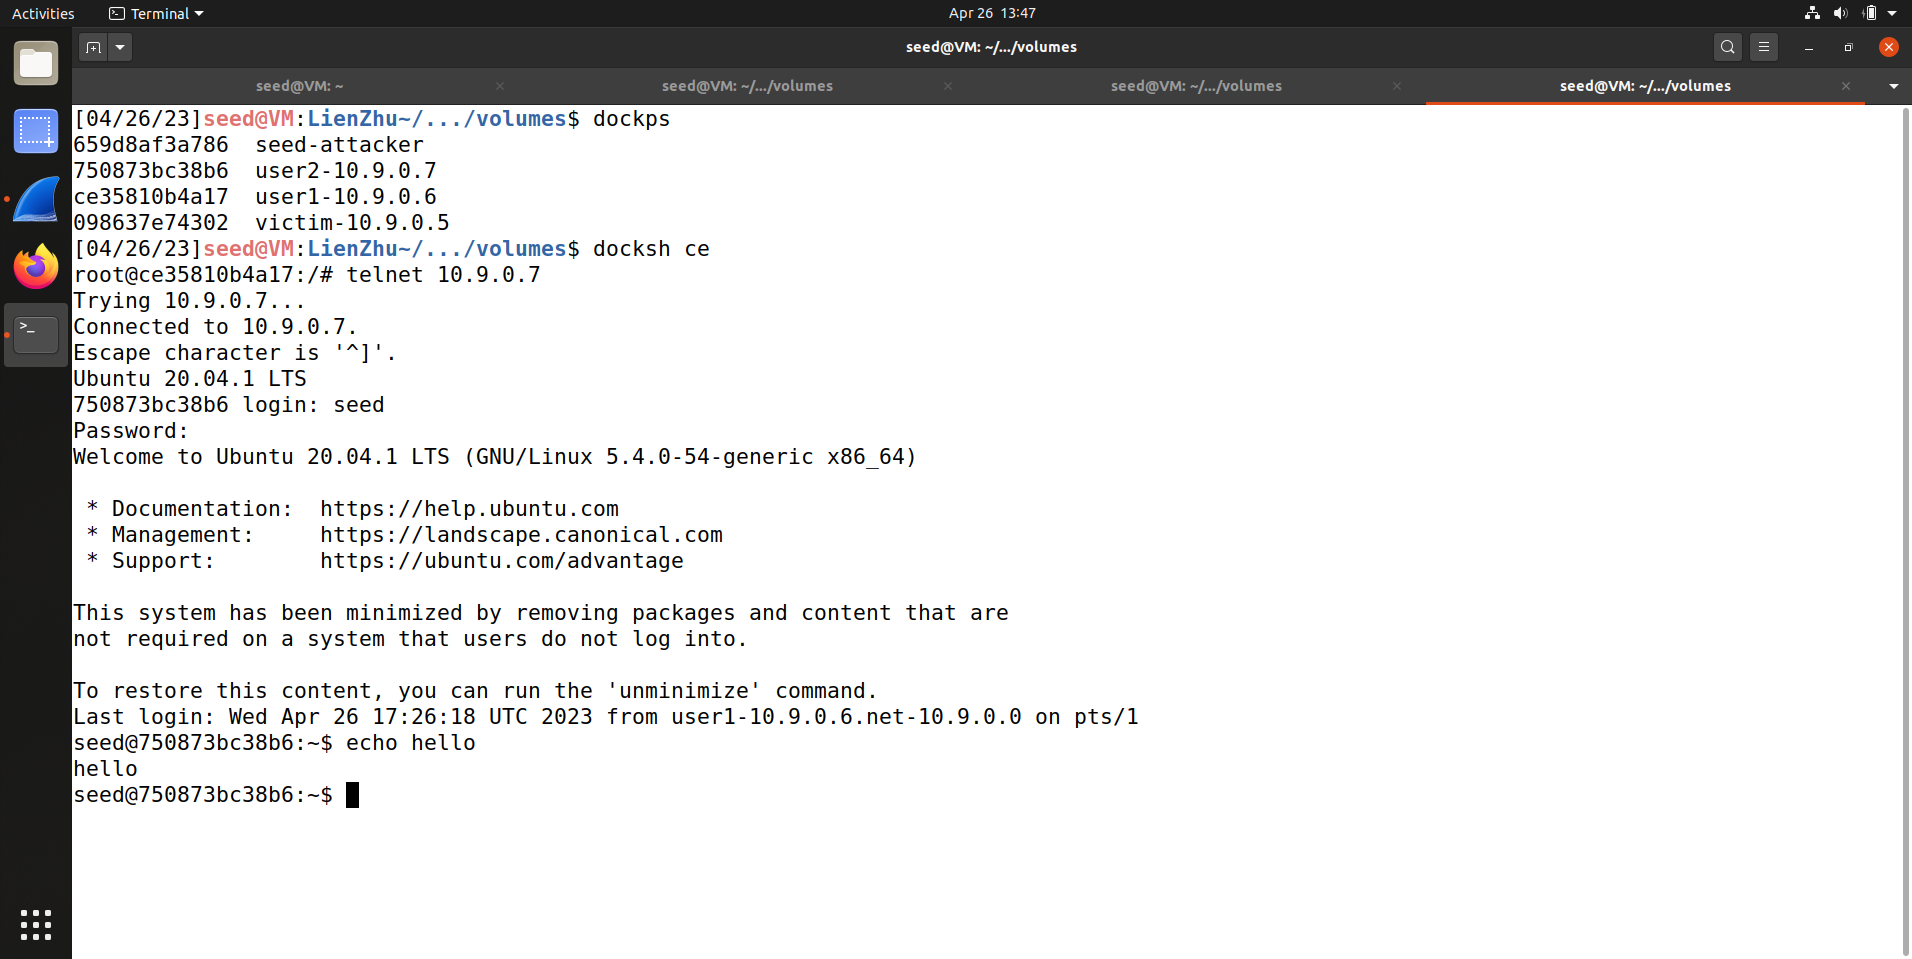 Activities Terminal Apr 26 13:47
seed@VM: ~/.../volumes
seed@VM: ~ seed@VM: ~/.../volumes seed@VM: ~/.../volumes seed@VM: ~/.../volumes
[04/26/23]seed@VM:LienZhu~/.../volumes$ dockps
659d8af3a786  seed-attacker
750873bc38b6  user2-10.9.0.7
ce35810b4a17  user1-10.9.0.6
098637e74302  victim-10.9.0.5
[04/26/23]seed@VM:LienZhu~/.../volumes$ docksh ce
root@ce35810b4a17:/# telnet 10.9.0.7
Trying 10.9.0.7...
Connected to 10.9.0.7.
Escape character is '^]'.
Ubuntu 20.04.1 LTS
750873bc38b6 login: seed
Password:
Welcome to Ubuntu 20.04.1 LTS (GNU/Linux 5.4.0-54-generic x86_64)
 * Documentation:  https://help.ubuntu.com
 * Management:     https://landscape.canonical.com
 * Support:        https://ubuntu.com/advantage
This system has been minimized by removing packages and content that are
not required on a system that users do not log into.
To restore this content, you can run the 'unminimize' command.
Last login: Wed Apr 26 17:26:18 UTC 2023 from user1-10.9.0.6.net-10.9.0.0 on pts/1
seed@750873bc38b6:~$ echo hello
hello
seed@750873bc38b6:~$